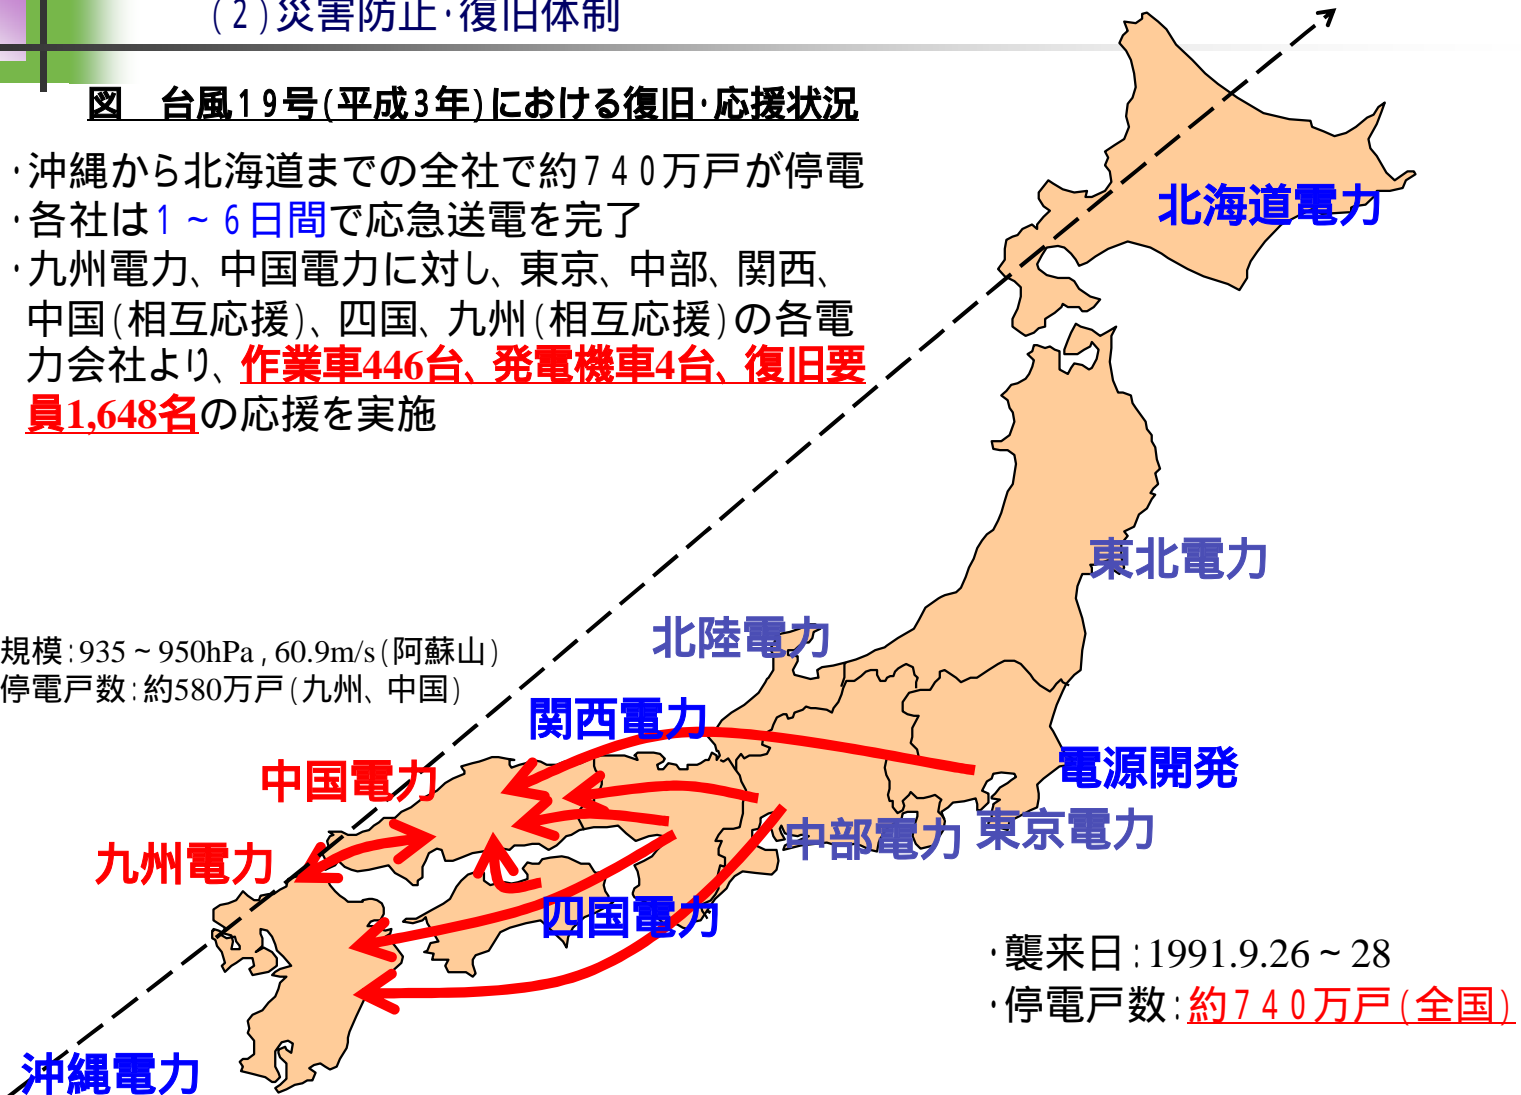 (2)災害防止・復旧体制
図　台風19号(平成3年)における復旧・応援状況
・沖縄から北海道までの全社で約740万戸が停電
・各社は1～6日間で応急送電を完了
・九州電力、中国電力に対し、東京、中部、関西、
中国(相互応援)、四国、九州(相互応援)の各電
力会社より、作業車446台、発電機車4台、復旧要
員1,648名の応援を実施
北海道電力
東北電力
北陸電力
規模:935～950hPa,60.9m/s(阿蘇山)
停電戸数:約580万戸(九州、中国)
関西電力
中国電力
電源開発
中部電力
東京電力
九州電力
四国電力
・襲来日:1991.9.26～28
・停電戸数:約740万戸(全国)
沖縄電力